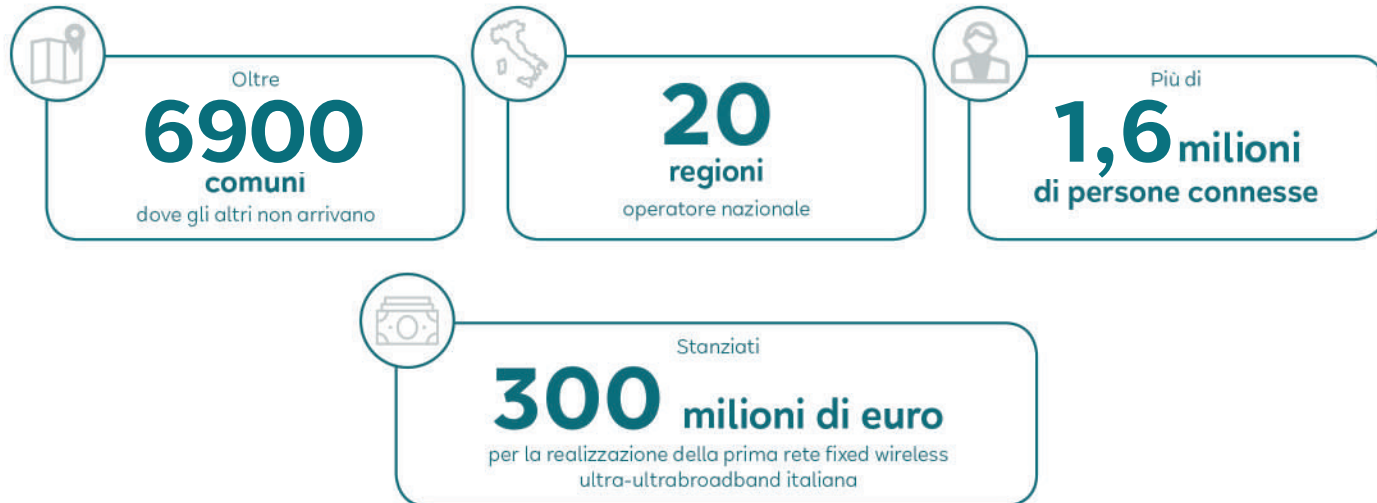 Oltre
6900
comuni
dove gli altri non arrivano
20
regioni
operatore nazionale
Più di
1,6 milioni
di persone connesse
Stanziati
300 milioni di euro
per la realizzazione della prima rete fixed wireless
ultra-ultrabroadband italiana